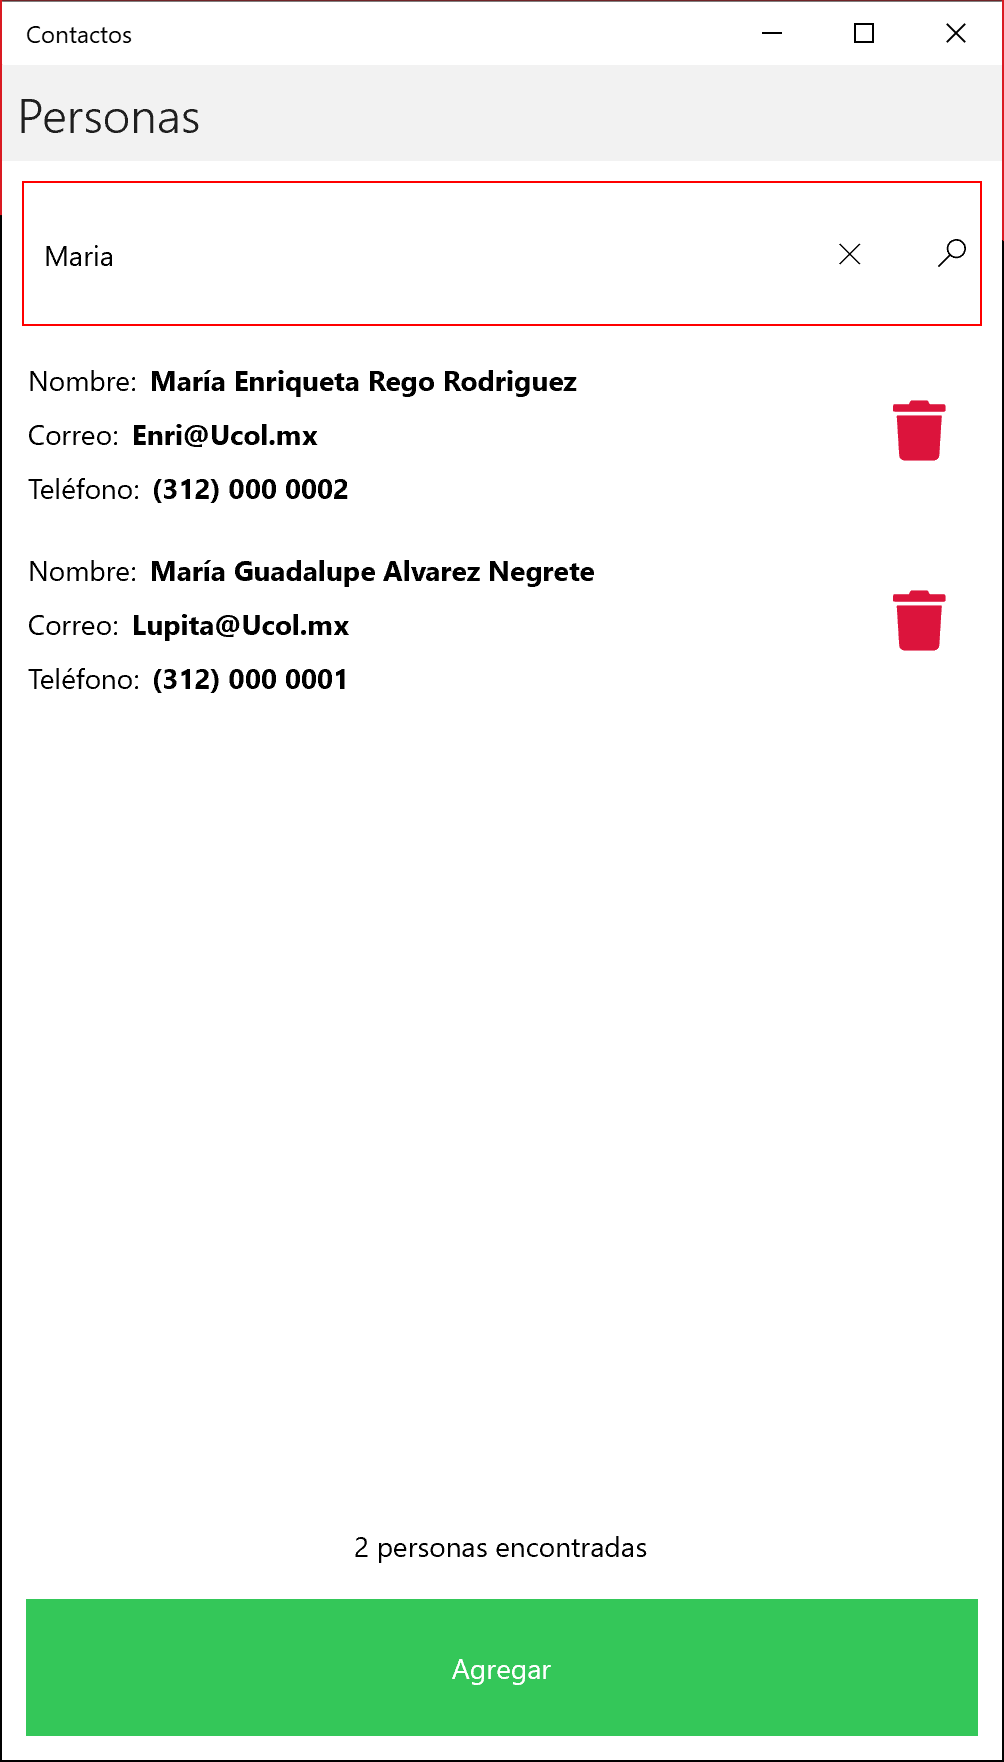 Contactos
Personas
Maria
Nombre: María Enriqueta Rego Rodriguez
Correo: Enri@Ucol.mx
Teléfono: (312) 000 0002
Nombre: María Guadalupe Alvarez Negrete
Correo: Lupita@Ucol.mx
Teléfono: (312) 000 0001
2 personas encontradas
Agregar